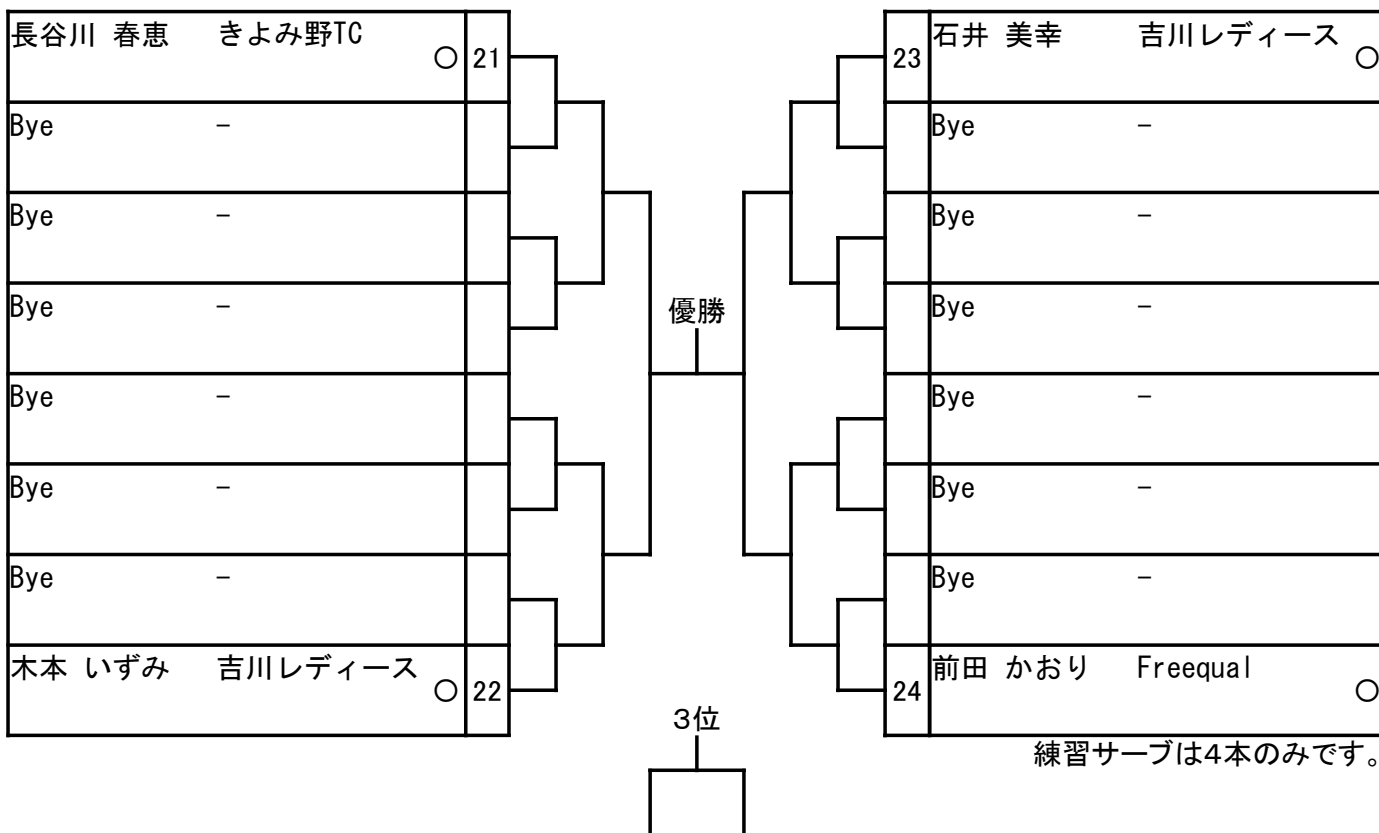 長谷川 春恵 きよみ野TC
○ 21
Bye －
Bye －
Bye －
Bye －
Bye －
Bye －
木本 いずみ 吉川レディース
○ 22
優勝
3位
石井 美幸 吉川レディース
23 ○
Bye －
Bye －
Bye －
Bye －
Bye －
Bye －
前田 かおり Freequal
24 ○
練習サーブは4本のみです。